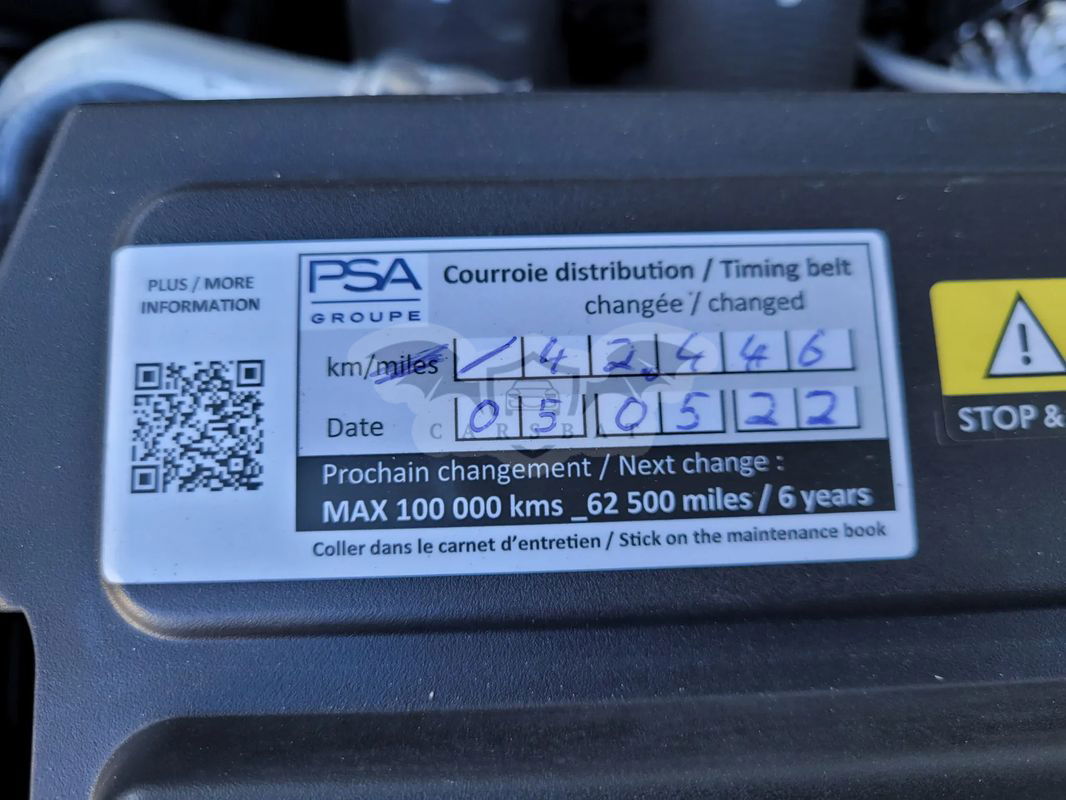 PLUS / MORE
INFORMATION
PSA
GROUPE
Courroie distribution / Timing belt
changée / changed
km/miles / 4 2, 4 4 6
Date 0 5 0 5 2 2
CARSBAT
Prochain changement / Next change :
MAX 100 000 kms _62 500 miles / 6 years
Coller dans le carnet d'entretien / Stick on the maintenance book
STOP &